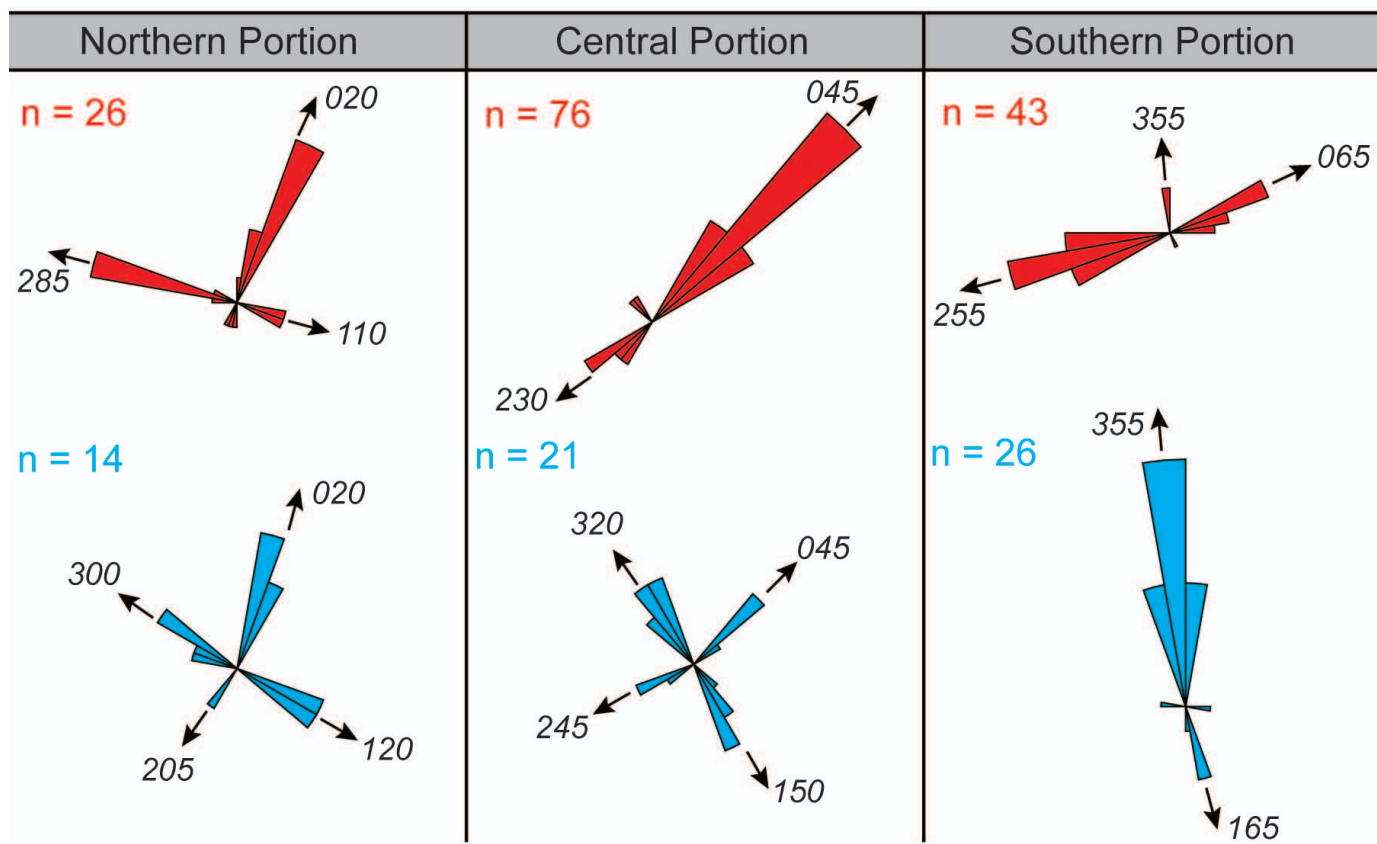 Northern Portion
Central Portion
Southern Portion
n = 26
020
285
110
n = 76
045
230
n = 43
355
065
255
n = 14
020
300
120
205
n = 21
320
045
245
150
n = 26
355
165